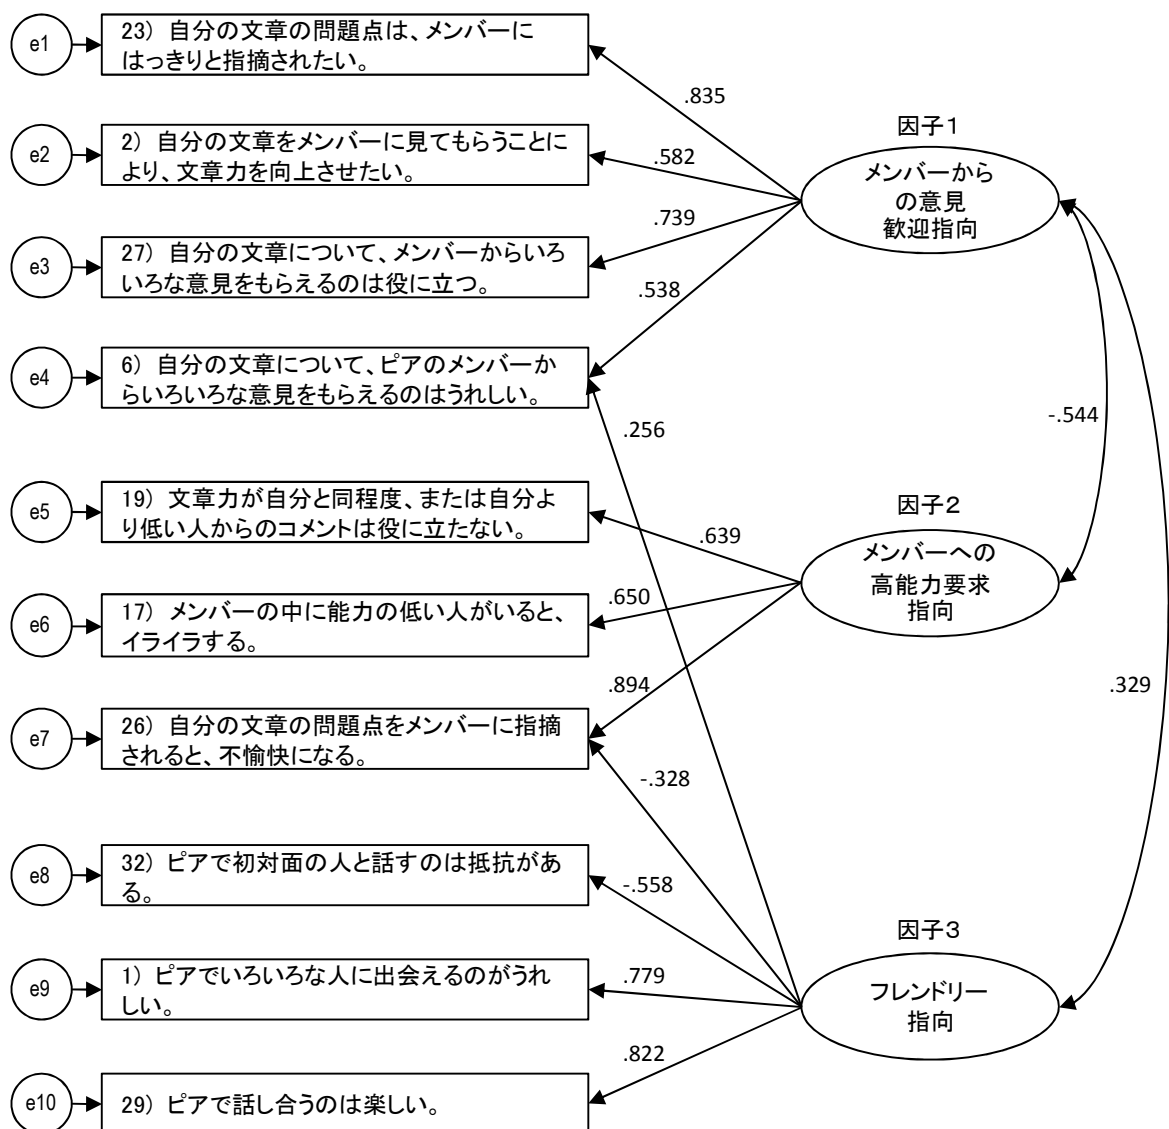 e1
23) 自分の文章の問題点は、メンバーに
はっきりと指摘されたい。
.835
因子1
e2
2) 自分の文章をメンバーに見てもらうことに
より、文章力を向上させたい。
.582
メンバーから
の意見
歓迎指向
.739
e3
27) 自分の文章について、メンバーからいろ
いろな意見をもらえるのは役に立つ。
.538
e4
6) 自分の文章について、ピアのメンバーか
らいろいろな意見をもらえるのはうれしい。
.256
-.544
e5
19) 文章力が自分と同程度、または自分よ
り低い人からのコメントは役に立たない。
因子2
.639
メンバーへの
高能力要求
指向
e6
17) メンバーの中に能力の低い人がいると、
イライラする。
.650
.894
.329
e7
26) 自分の文章の問題点をメンバーに指摘
されると、不愉快になる。
-.328
e8
32) ピアで初対面の人と話すのは抵抗があ
る。
-.558
因子3
e9
1) ピアでいろいろな人に出会えるのがうれ
しい。
.779
フレンドリー
指向
.822
e10
29) ピアで話し合うのは楽しい。